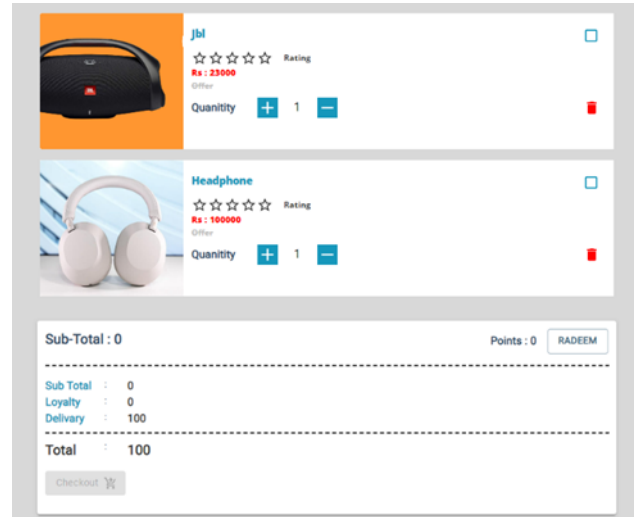 Jbl
Rating
Rs : 23000
Offer
Quanitity + 1 −
Headphone
Rating
Rs : 100000
Offer
Quanitity + 1 −
Sub-Total : 0 Points : 0 RADEEM
Sub Total : 0
Loyalty : 0
Delivary : 100
Total : 100
Checkout